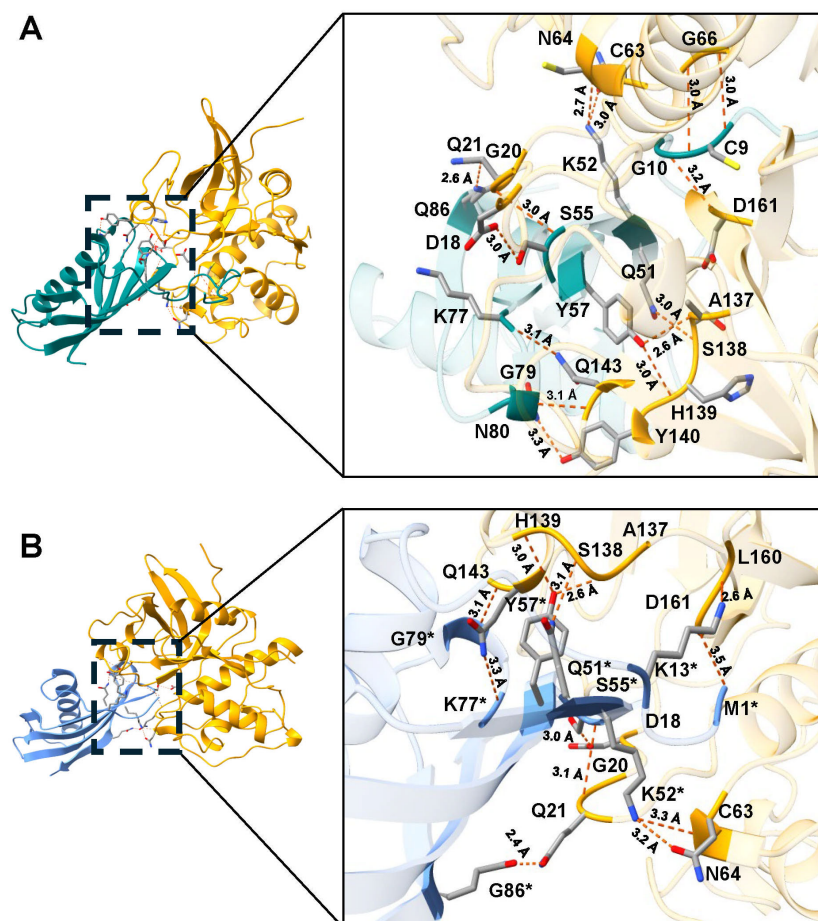 A
N64
C63
G66
2.7 Å
3.0 Å
3.0 Å
3.0 Å
Q21
G20
K52
G10
C9
2.6 Å
3.2 Å
Q86
3.0 Å
S55
D161
D18
3.0 Å
Q51
K77
Y57
3.0 Å
A137
2.6 Å
3.1 Å
S138
G79
Q143
3.0 Å
3.1 Å
H139
N80
Y140
3.3 Å
B
H139
A137
S138
3.0 Å
3.1 Å
L160
Q143
2.6 Å
2.6 Å
3.1 Å
Y57*
D161
G79*
3.3 Å
Q51*
K13*
3.5 Å
K77*
S55*
M1*
D18
3.0 Å
G20
3.1 Å
K52*
Q21
3.3 Å
C63
2.4 Å
3.2 Å
N64
G86*